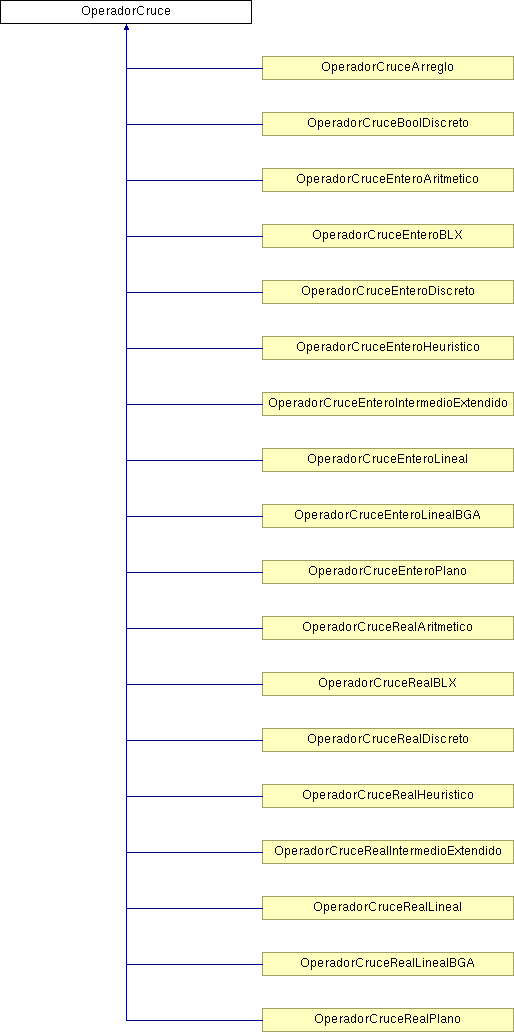 OperadorCruce
OperadorCruceArreglo
OperadorCruceBoolDiscreto
OperadorCruceEnteroAritmetico
OperadorCruceEnteroBLX
OperadorCruceEnteroDiscreto
OperadorCruceEnteroHeuristico
OperadorCruceEnteroIntermedioExtendido
OperadorCruceEnteroLineal
OperadorCruceEnteroLinealBGA
OperadorCruceEnteroPlano
OperadorCruceRealAritmetico
OperadorCruceRealBLX
OperadorCruceRealDiscreto
OperadorCruceRealHeuristico
OperadorCruceRealIntermedioExtendido
OperadorCruceRealLineal
OperadorCruceRealLinealBGA
OperadorCruceRealPlano